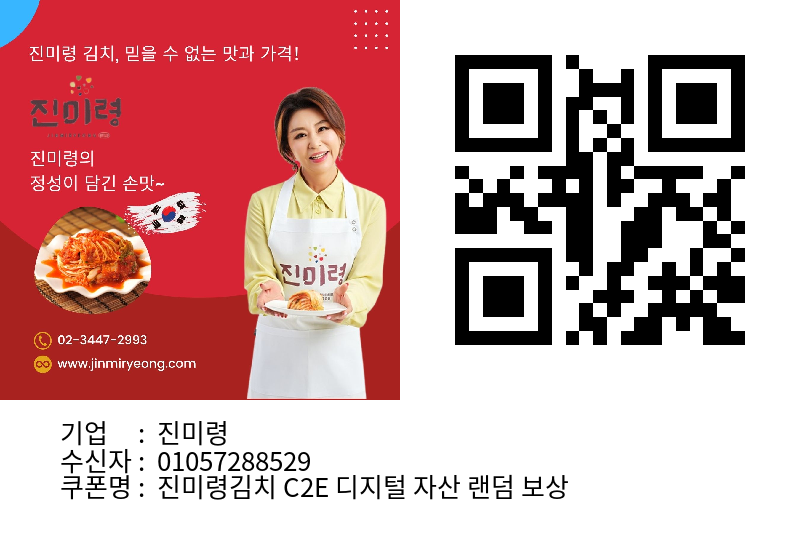 진미령 김치, 믿을 수 없는 맛과 가격!
진미령
진미령의
정성이 담긴 손맛~
진미령
02-3447-2993
www.jinmiryeong.com
기업 : 진미령
수신자 : 01057288529
쿠폰명 : 진미령김치 C2E 디지털 자산 랜덤 보상